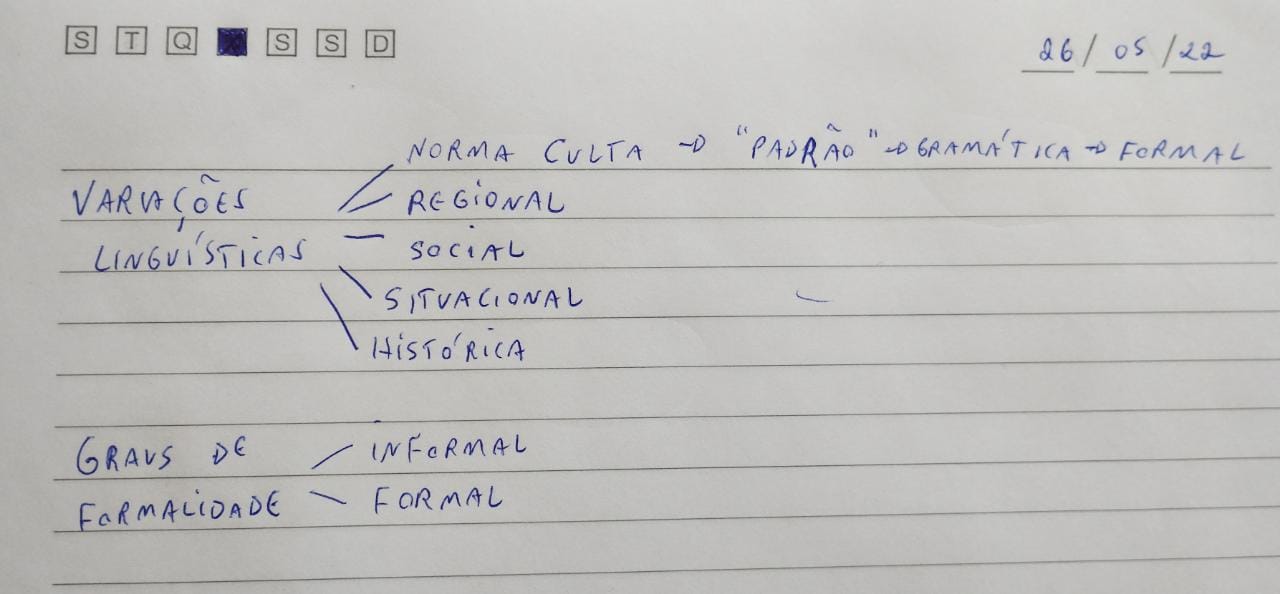 S T Q S S D
26/05/22
NORMA CULTA → "PADRÃO" → GRAMÁTICA → FORMAL
VARIAÇÕES REGIONAL
LINGUÍSTICAS SOCIAL
SITUACIONAL
HISTÓRICA
GRAUS DE INFORMAL
FORMALIDADE FORMAL